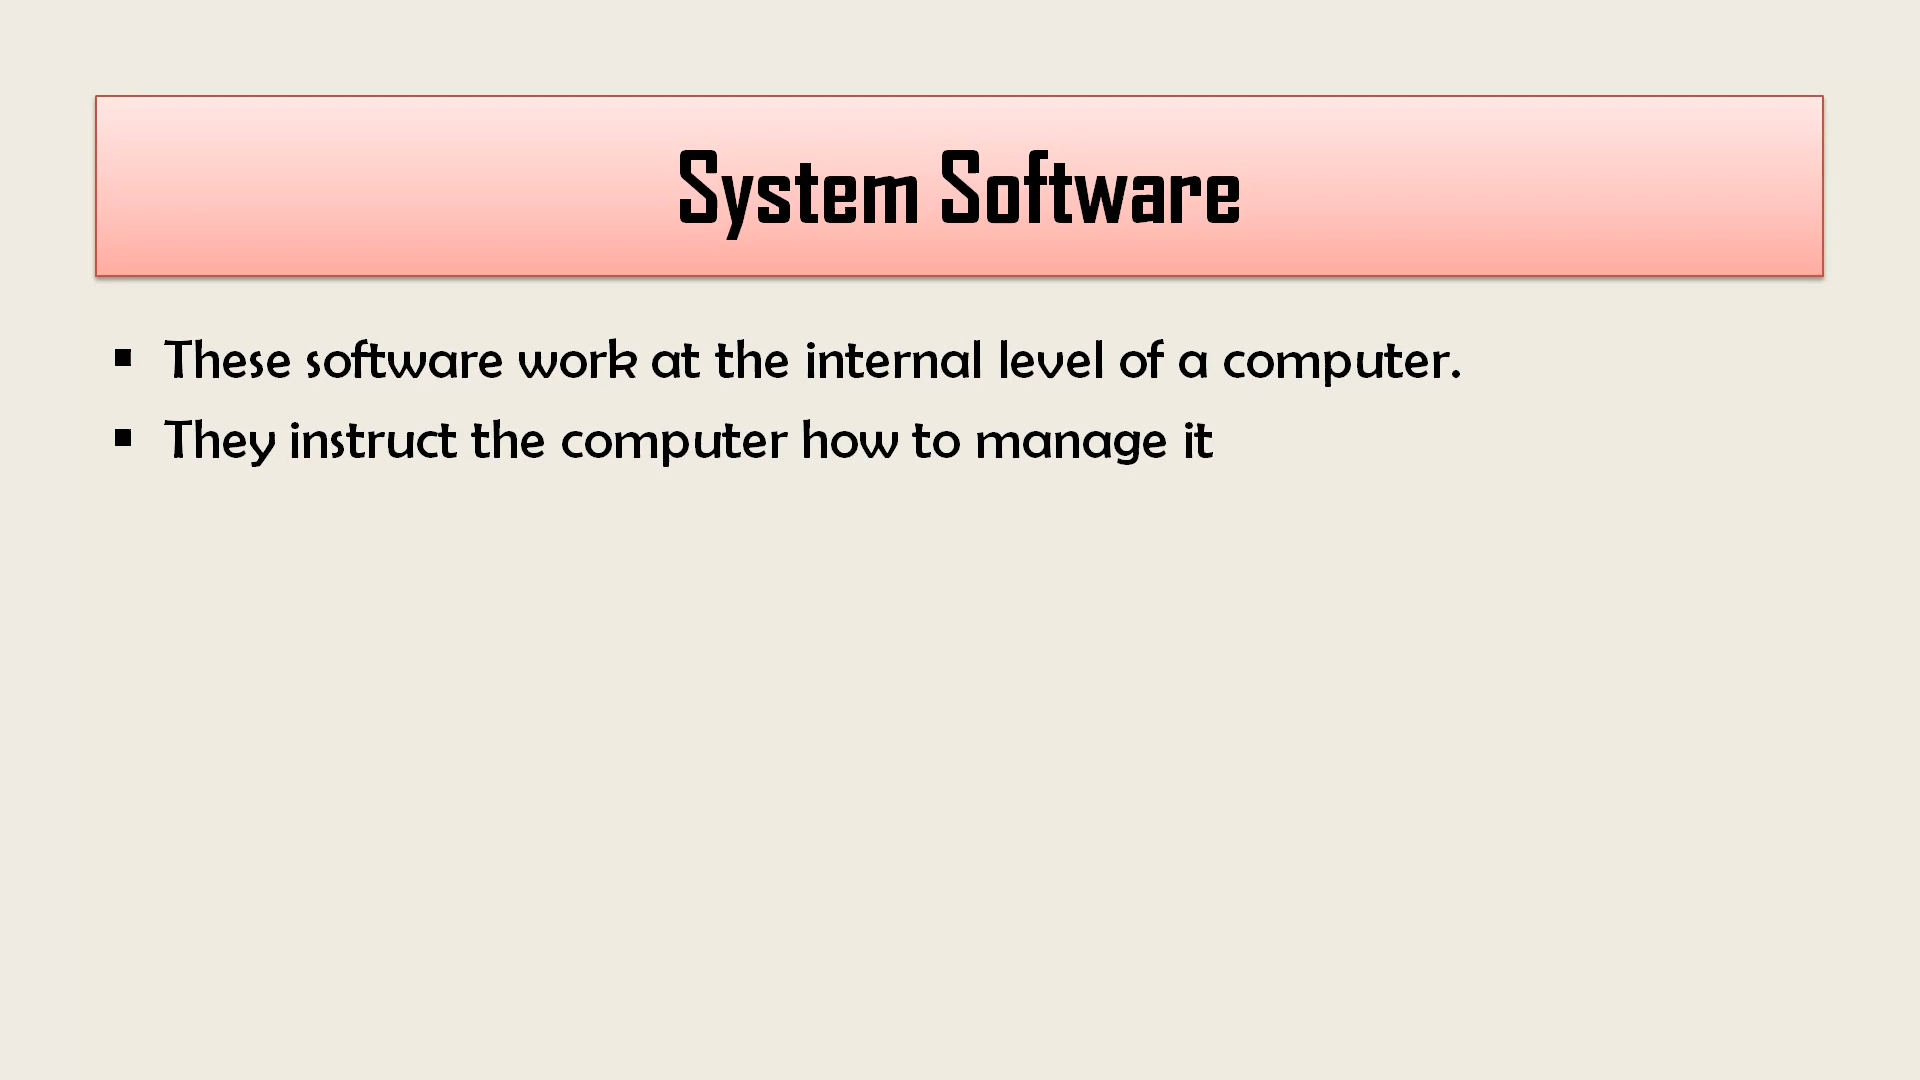 System Software
▪ These software work at the internal level of a computer.
▪ They instruct the computer how to manage it